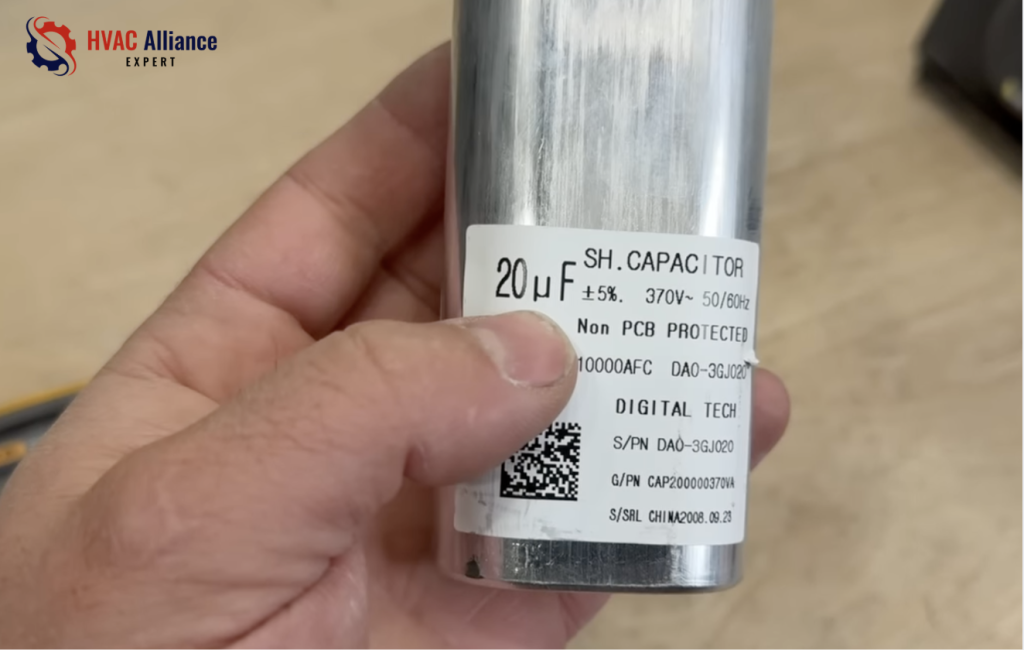 HVAC Alliance
EXPERT
20μF
SH.CAPACITOR
±5%. 370V~ 50/60Hz
Non PCB PROTECTED
10000AFC DA0-3GJ020
DIGITAL TECH
S/PN DA0-3GJ020
G/PN CAP200000370VA
S/SRL CHINA2008.09.23